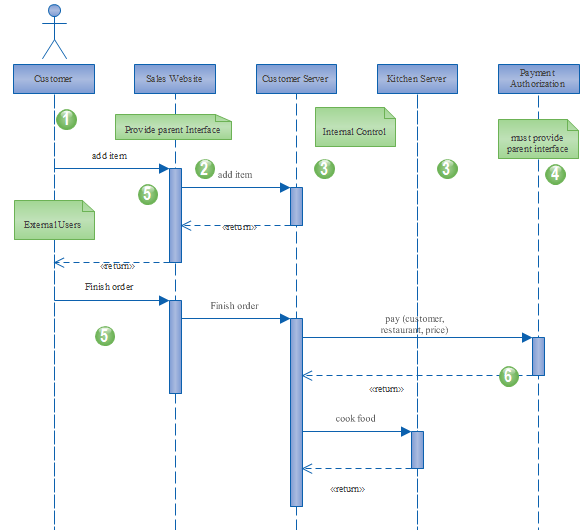 Customer
Sales Website
Customer Server
Kitchen Server
Payment
Authorization
1
Provide parent Interface
Internal Control
must provide
parent interface
add item
2
add item
3
3
4
5
External Users
«return»
«return»
Finish order
Finish order
5
pay (customer,
restaurant, price)
6
«return»
cook food
«return»